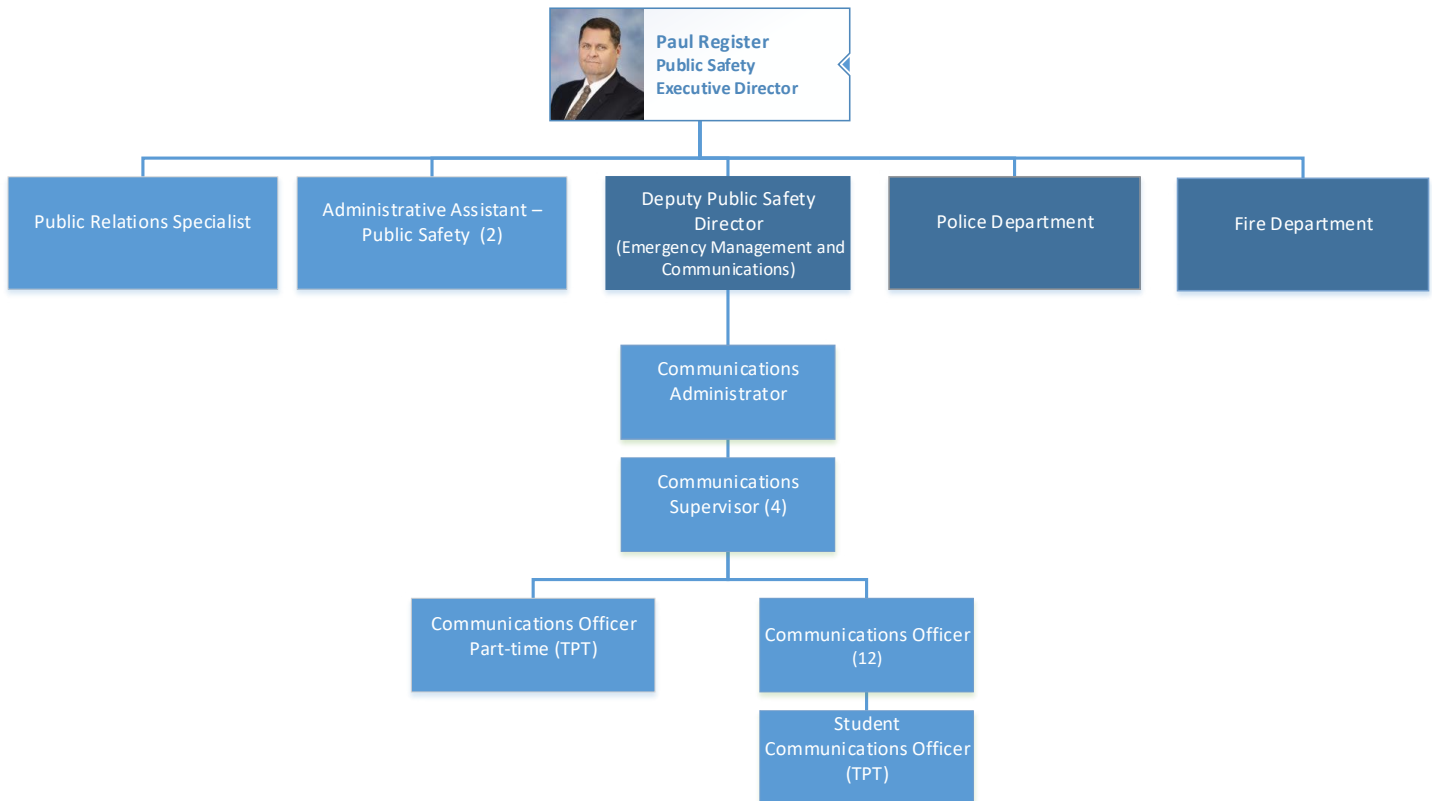 Paul Register
Public Safety
Executive Director
Public Relations Specialist
Administrative Assistant –
Public Safety (2)
Deputy Public Safety
Director
(Emergency Management and
Communications)
Police Department
Fire Department
Communications
Administrator
Communications
Supervisor (4)
Communications Officer
Part-time (TPT)
Communications Officer
(12)
Student
Communications Officer
(TPT)